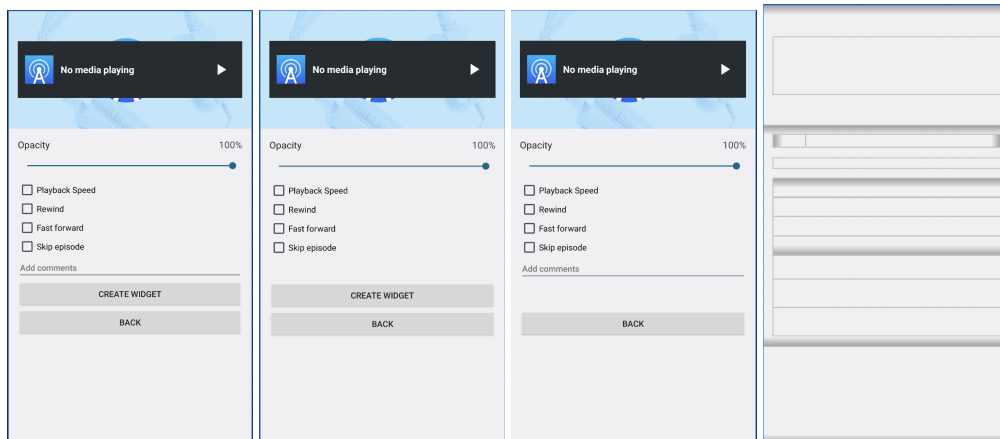 No media playing
Opacity 100%
Playback Speed
Rewind
Fast forward
Skip episode
Add comments
CREATE WIDGET
BACK
No media playing
Opacity 100%
Playback Speed
Rewind
Fast forward
Skip episode
CREATE WIDGET
BACK
No media playing
Opacity 100%
Playback Speed
Rewind
Fast forward
Skip episode
Add comments
BACK